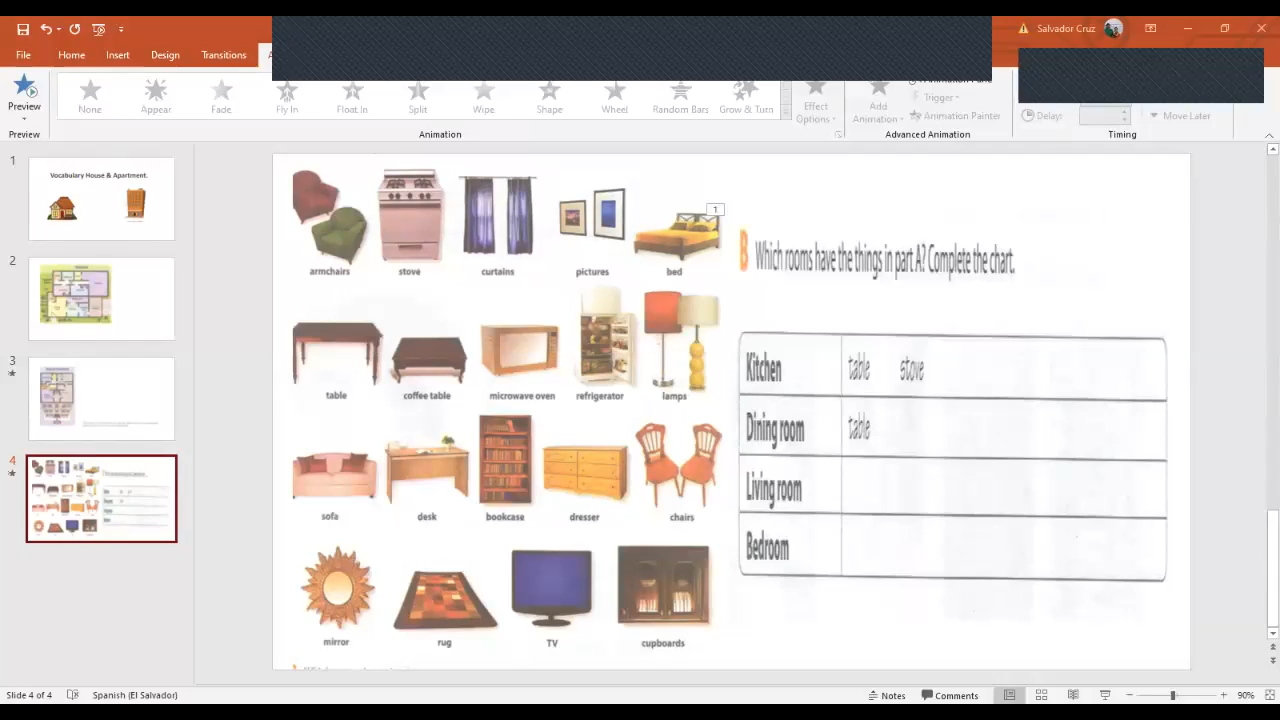 Salvador Cruz
File Home Insert Design Transitions
Preview
None Appear Fade Fly In Float In Split Wipe Shape Wheel Random Bars Grow & Turn
Effect Options
Add Animation
Animation Pane
Trigger
Animation Painter
Delay:
Move Later
Preview Animation Advanced Animation Timing
1
Vocabulary House & Apartment.
2
3
4
1
armchairs stove curtains pictures bed
table coffee table microwave oven refrigerator lamps
sofa desk bookcase dresser chairs
mirror rug TV cupboards
B Which rooms have the things in part A? Complete the chart.
Kitchen table stove
Dining room table
Living room
Bedroom
Slide 4 of 4 Spanish (El Salvador) Notes Comments 90%